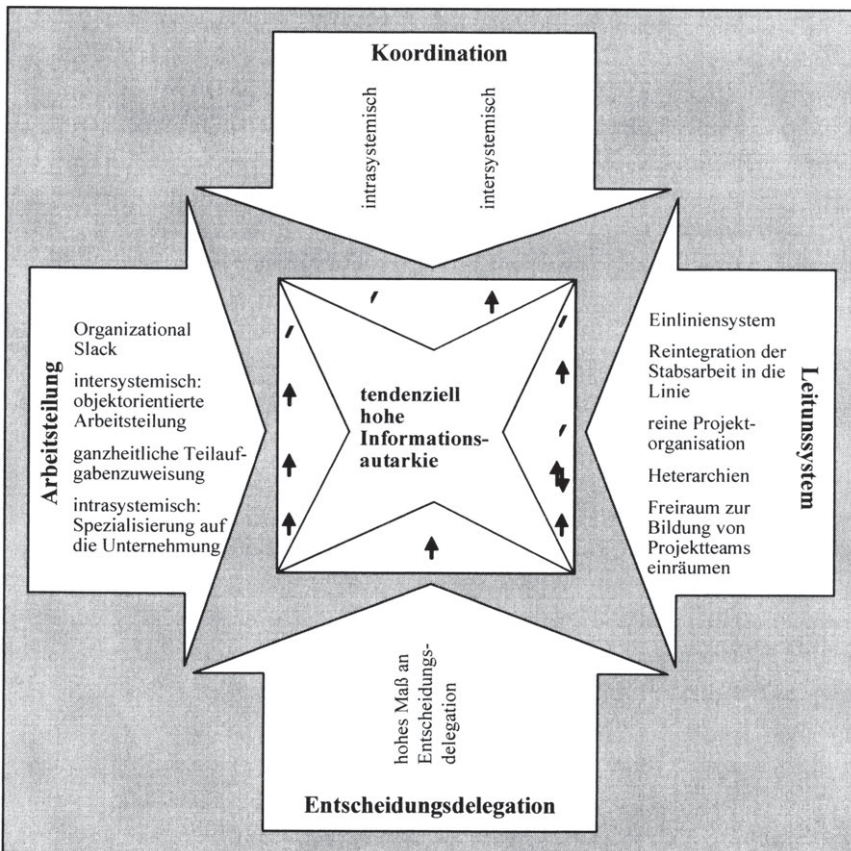 Koordination
intrasystemisch
intersystemisch
Arbeitsteilung
Organizational
Slack
intersystemisch:
objektorientierte
Arbeitsteilung
ganzheitliche Teilauf-
gabenzuweisung
intrasystemisch:
Spezialisierung auf
die Unternehmung
tendenziell
hohe
Informations-
autarkie
Einliniensystem
Reintegration der
Stabsarbeit in die
Linie
reine Projekt-
organisation
Heterarchien
Freiraum zur
Bildung von
Projektteams
einräumen
Leitunssystem
hohes Maß an
Entscheidungs-
delegation
Entscheidungsdelegation